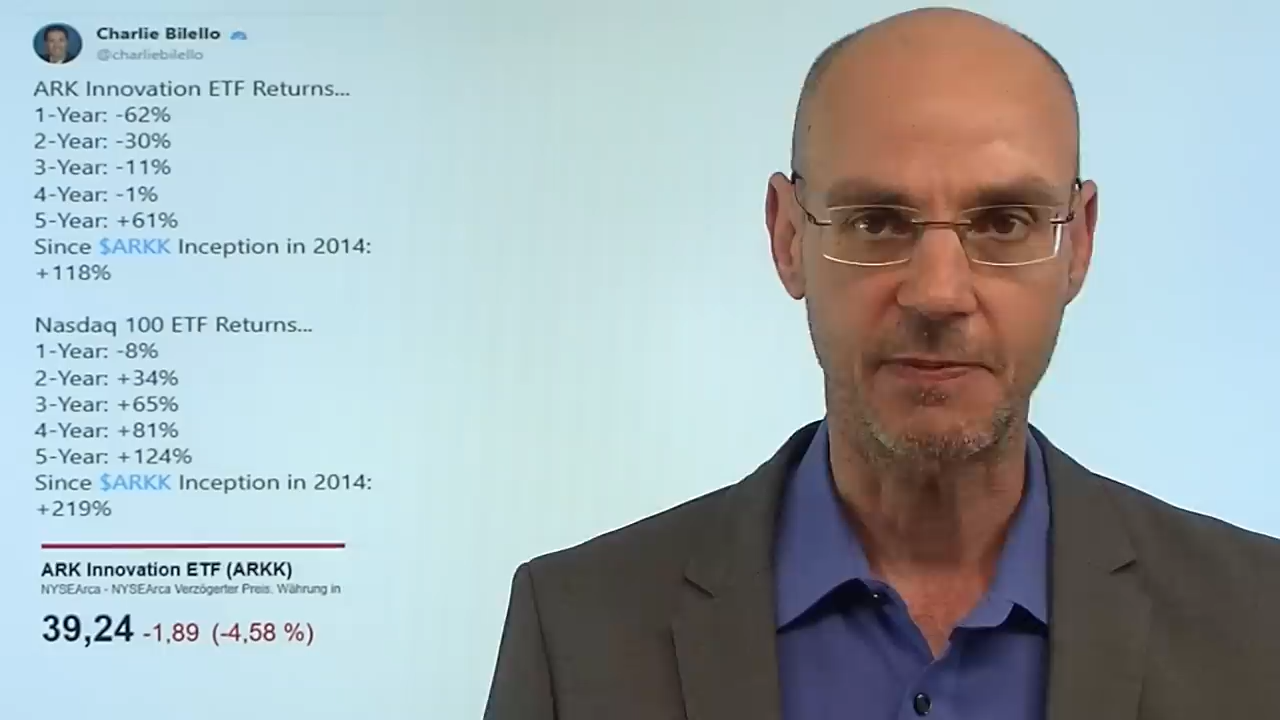 Charlie Bilello
@charliebilello
ARK Innovation ETF Returns...
1-Year: -62%
2-Year: -30%
3-Year: -11%
4-Year: -1%
5-Year: +61%
Since $ARKK Inception in 2014:
+118%
Nasdaq 100 ETF Returns...
1-Year: -8%
2-Year: +34%
3-Year: +65%
4-Year: +81%
5-Year: +124%
Since $ARKK Inception in 2014:
+219%
ARK Innovation ETF (ARKK)
NYSEArca - NYSEArca Verzögerter Preis. Währung in
39,24 -1,89 (-4,58 %)